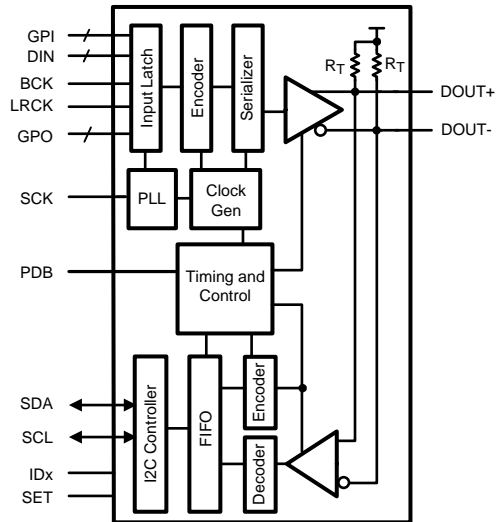 GPI
DIN
BCK
LRCK
GPO
SCK
PDB
SDA
SCL
IDx
SET
Input Latch
Encoder
Serializer
PLL
Clock
Gen
Timing and
Control
I2C Controller
FIFO
Encoder
Decoder
RT
RT
DOUT+
DOUT-